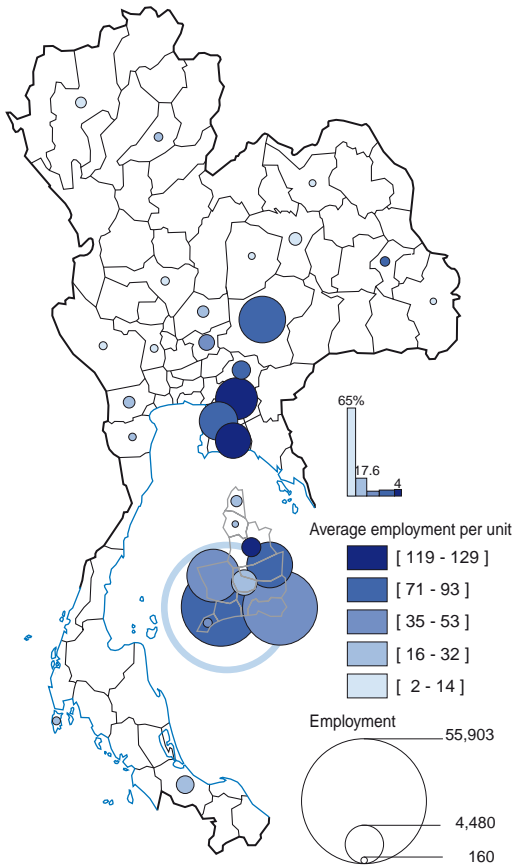 65%
17.6
4
Average employment per unit
[ 119 - 129 ]
[ 71 - 93 ]
[ 35 - 53 ]
[ 16 - 32 ]
[ 2 - 14 ]
Employment
55,903
4,480
160